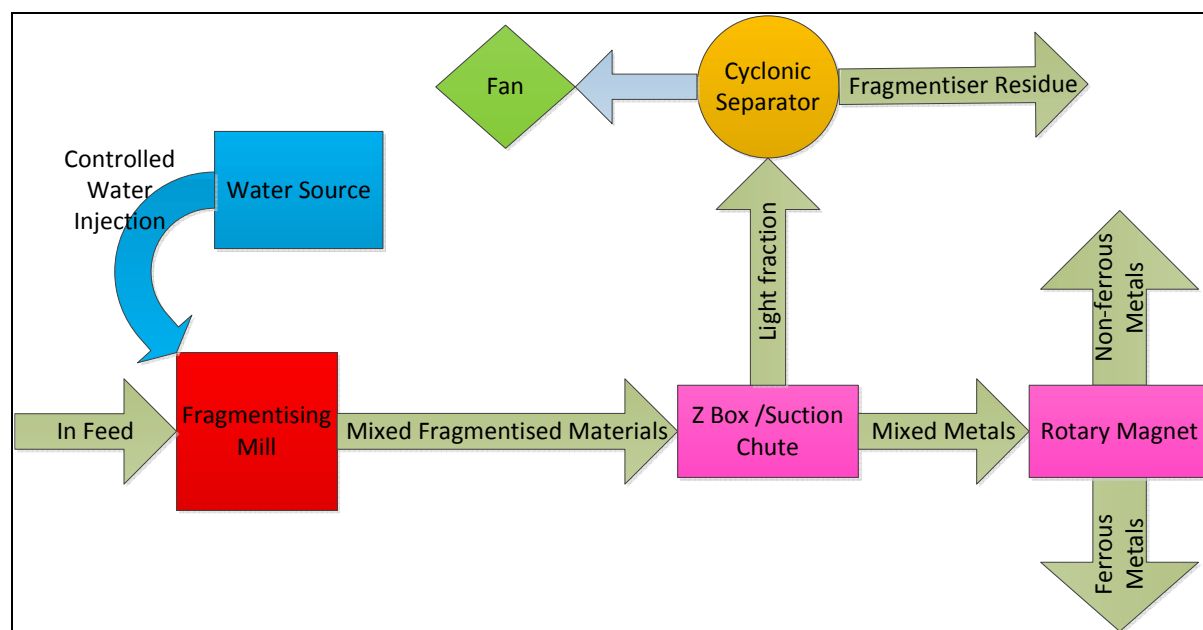 Fan
Cyclonic
Separator
Fragmentiser Residue
Controlled
Water
Injection
Water Source
Light fraction
Non-ferrous
Metals
In Feed
Fragmentising
Mill
Mixed Fragmentised Materials
Z Box /Suction
Chute
Mixed Metals
Rotary Magnet
Ferrous
Metals